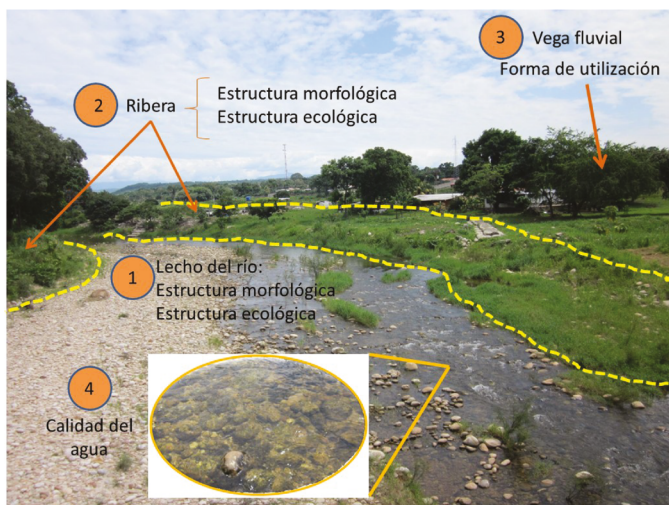 3 Vega fluvial
Forma de utilización
2 Ribera
Estructura morfológica
Estructura ecológica
1 Lecho del río:
Estructura morfológica
Estructura ecológica
4
Calidad del
agua